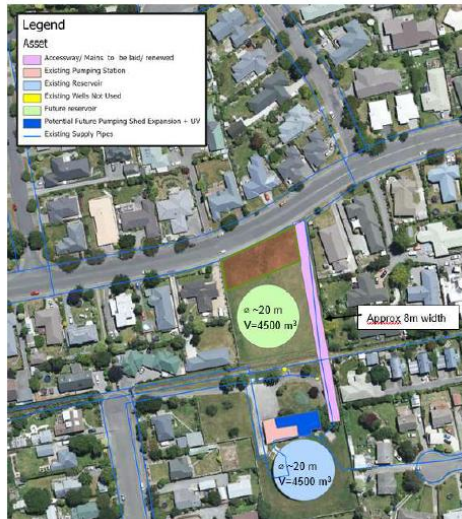 Legend
Asset
Accessway/ Mains to be laid/ renewed
Existing Pumping Station
Existing Reservoir
Existing Wells Not Used
Future reservoir
Potential Future Pumping Shed Expansion + UV
Existing Supply Pipes
ø ~20 m
V=4500 m³
Approx 8m width
ø ~20 m
V=4500 m³